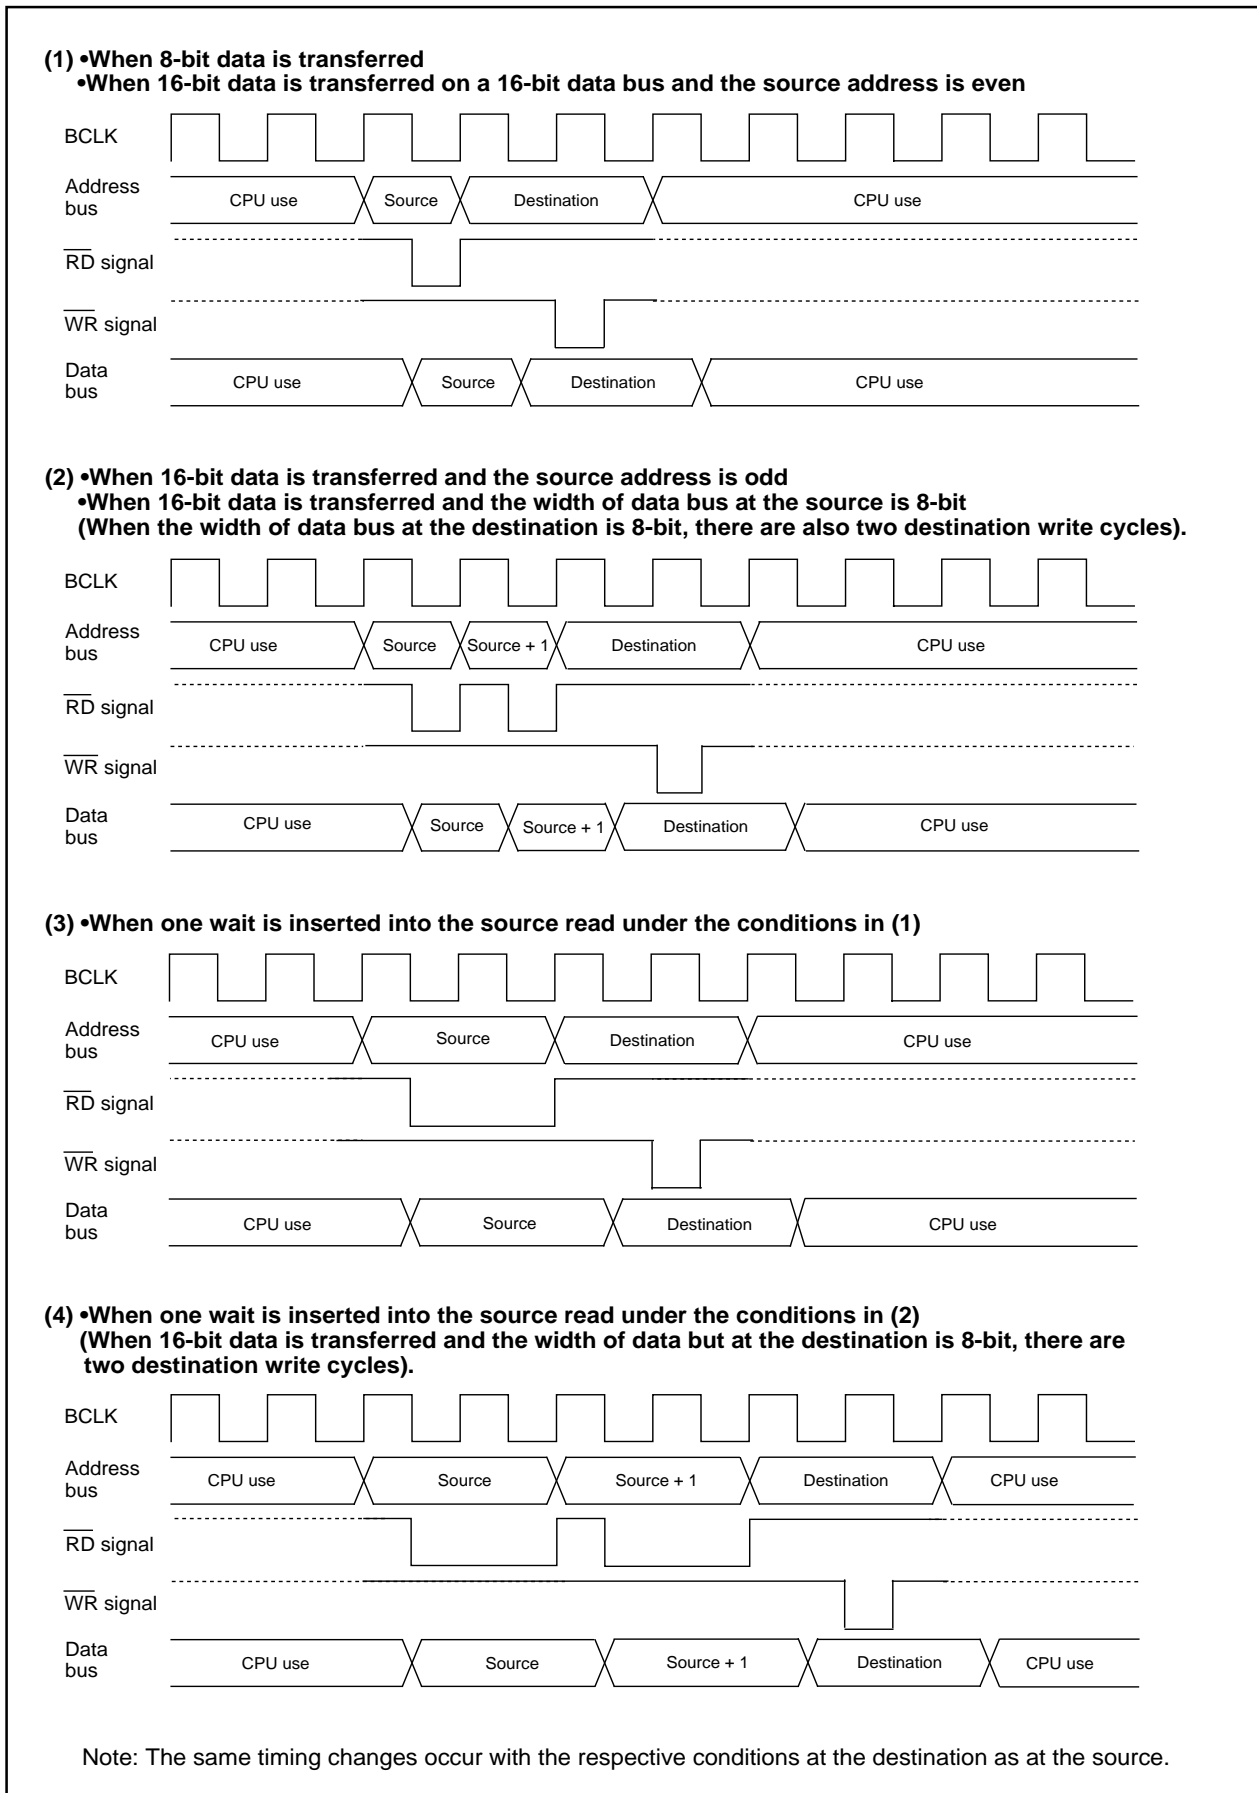 (1) •When 8-bit data is transferred
•When 16-bit data is transferred on a 16-bit data bus and the source address is even
BCLK
Address
bus
CPU use Source Destination CPU use
RD signal
WR signal
Data
bus
CPU use Source Destination CPU use
(2) •When 16-bit data is transferred and the source address is odd
•When 16-bit data is transferred and the width of data bus at the source is 8-bit
(When the width of data bus at the destination is 8-bit, there are also two destination write cycles).
BCLK
Address
bus
CPU use Source Source + 1 Destination CPU use
RD signal
WR signal
Data
bus
CPU use Source Source + 1 Destination CPU use
(3) •When one wait is inserted into the source read under the conditions in (1)
BCLK
Address
bus
CPU use Source Destination CPU use
RD signal
WR signal
Data
bus
CPU use Source Destination CPU use
(4) •When one wait is inserted into the source read under the conditions in (2)
(When 16-bit data is transferred and the width of data but at the destination is 8-bit, there are
two destination write cycles).
BCLK
Address
bus
CPU use Source Source + 1 Destination CPU use
RD signal
WR signal
Data
bus
CPU use Source Source + 1 Destination CPU use
Note: The same timing changes occur with the respective conditions at the destination as at the source.